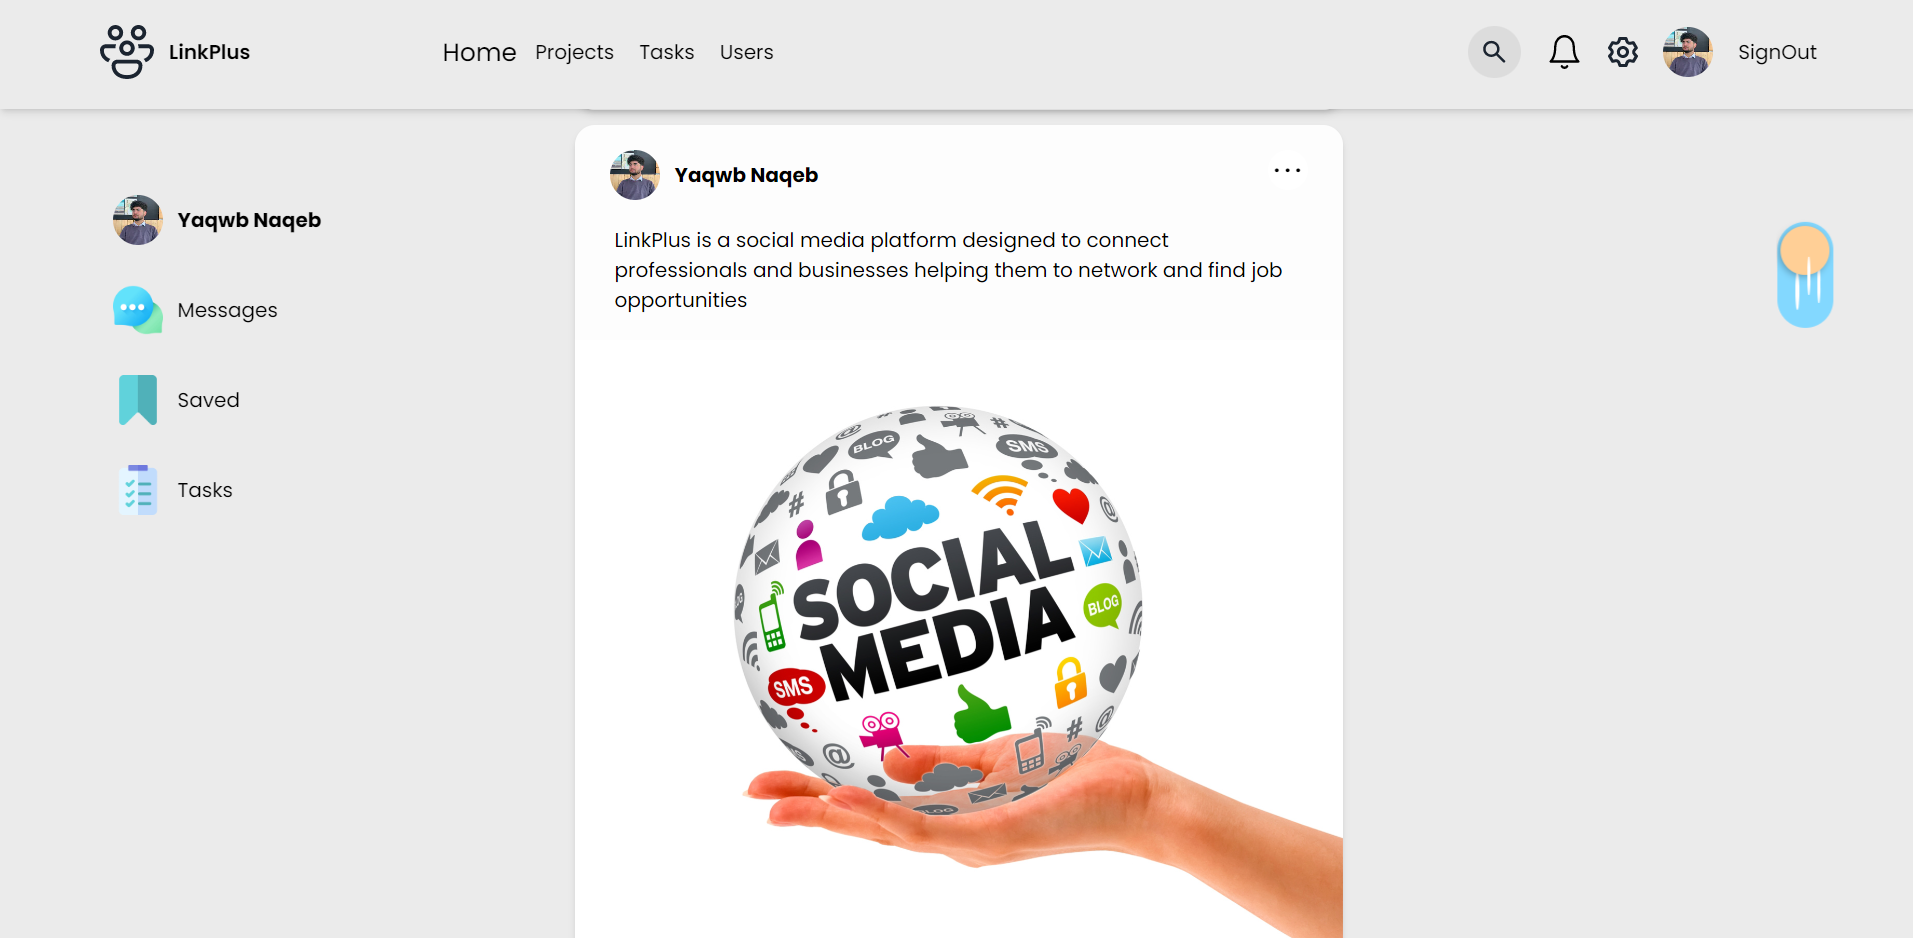 LinkPlus
Home Projects Tasks Users
SignOut
Yaqwb Naqeb
Messages
Saved
Tasks
Yaqwb Naqeb
...
LinkPlus is a social media platform designed to connect
professionals and businesses helping them to network and find job
opportunities
@
BLOG
SMS
#
#
@
SOCIAL
MEDIA
BLOG
SMS
@
#
@
BLOG